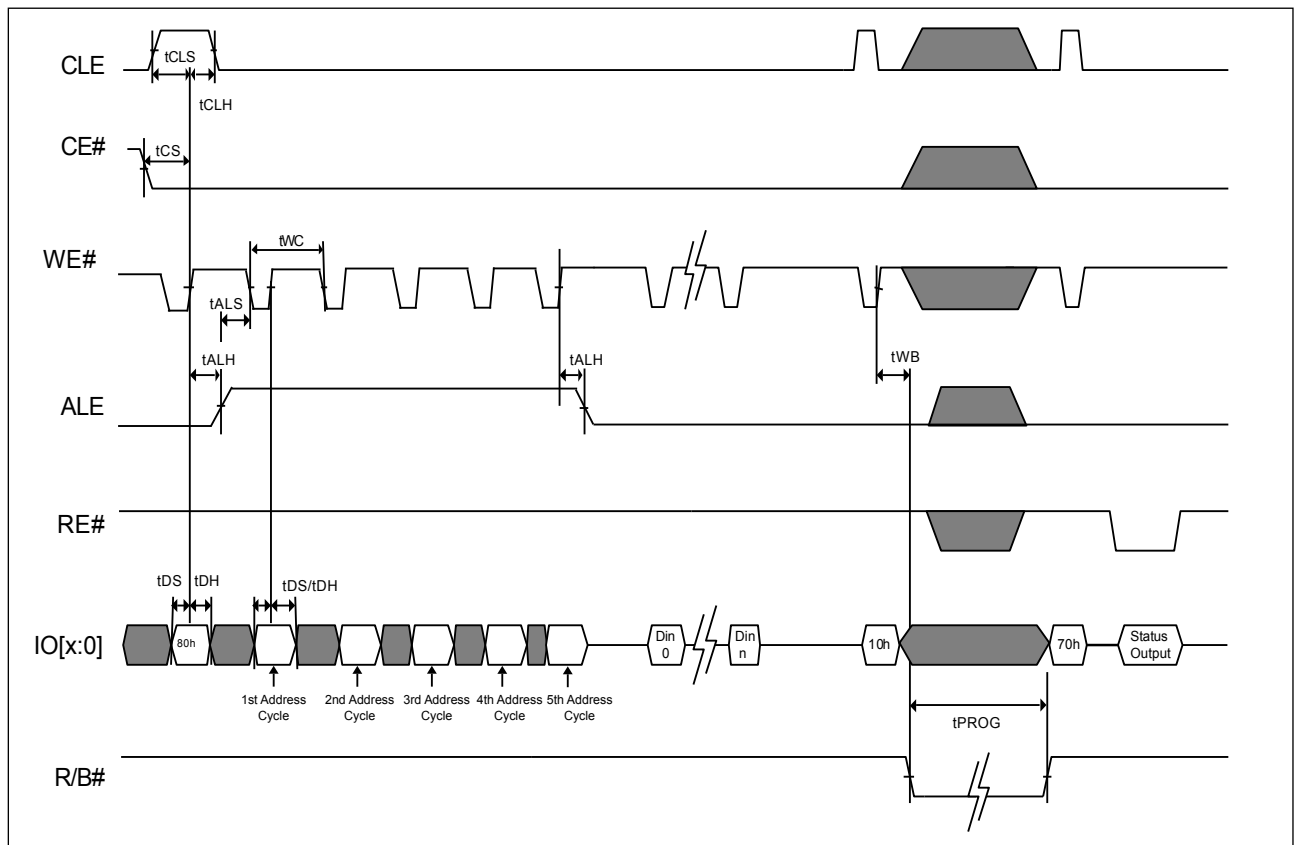 CLE
tCLS
tCLH
CE#
tCS
WE#
tWC
tALS
tALH
tALH
tWB
ALE
RE#
tDS
tDH
tDS/tDH
IO[x:0]
80h
Din
0
Din
n
10h
70h
Status
Output
1st Address
Cycle
2nd Address
Cycle
3rd Address
Cycle
4th Address
Cycle
5th Address
Cycle
tPROG
R/B#